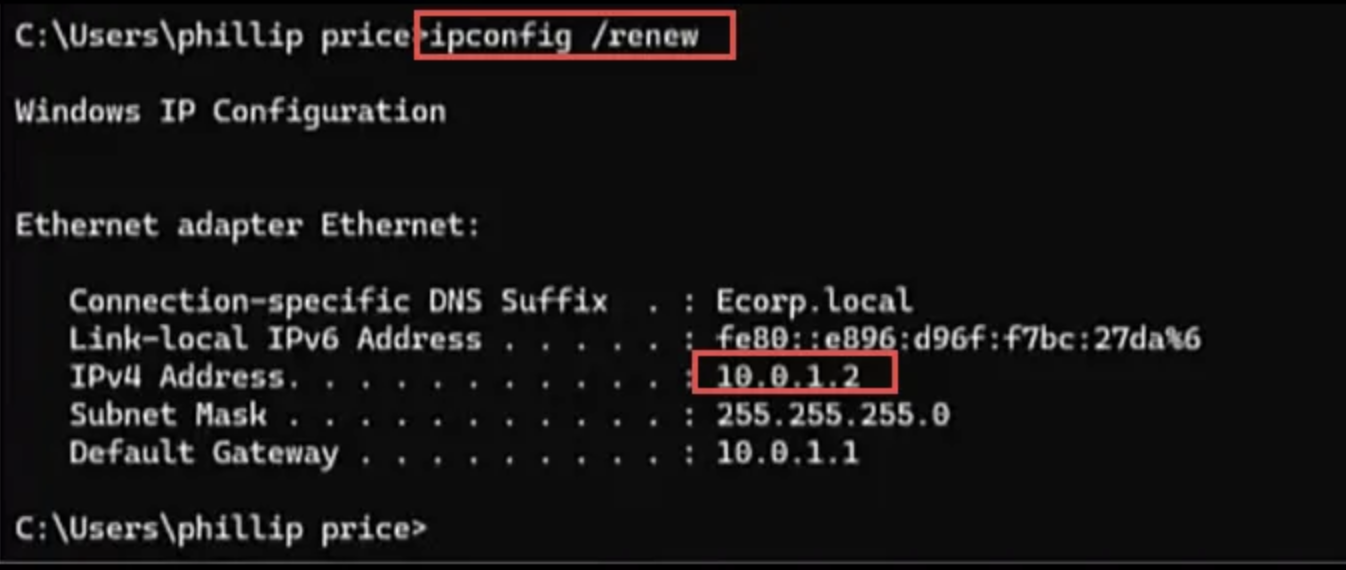 C:\Users\phillip price>ipconfig /renew
Windows IP Configuration
Ethernet adapter Ethernet:
Connection-specific DNS Suffix . : Ecorp.local
Link-local IPv6 Address . . . . . : fe80::e896:d96f:f7bc:27da%6
IPv4 Address. . . . . . . . . . . : 10.0.1.2
Subnet Mask . . . . . . . . . . . : 255.255.255.0
Default Gateway . . . . . . . . . : 10.0.1.1
C:\Users\phillip price>